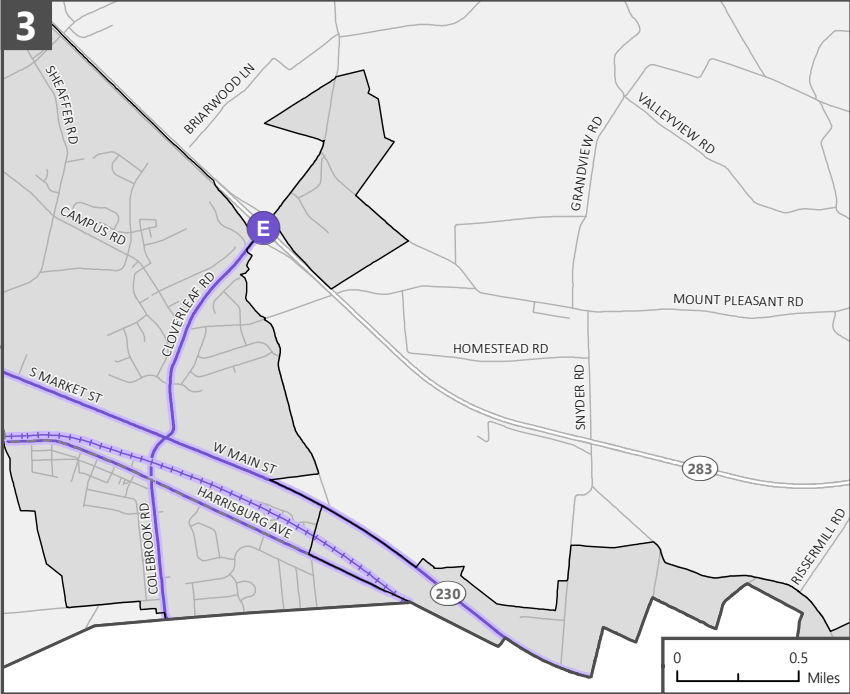 3
SHEAFFER RD
BRIARWOOD LN
VALLEYVIEW RD
GRANDVIEW RD
CAMPUS RD
E
CLOVERLEAF RD
MOUNT PLEASANT RD
HOMESTEAD RD
S MARKET ST
SNYDER RD
W MAIN ST
283
HARRISBURG AVE
COLEBROOK RD
RISSERMILL RD
230
0 0.5
Miles